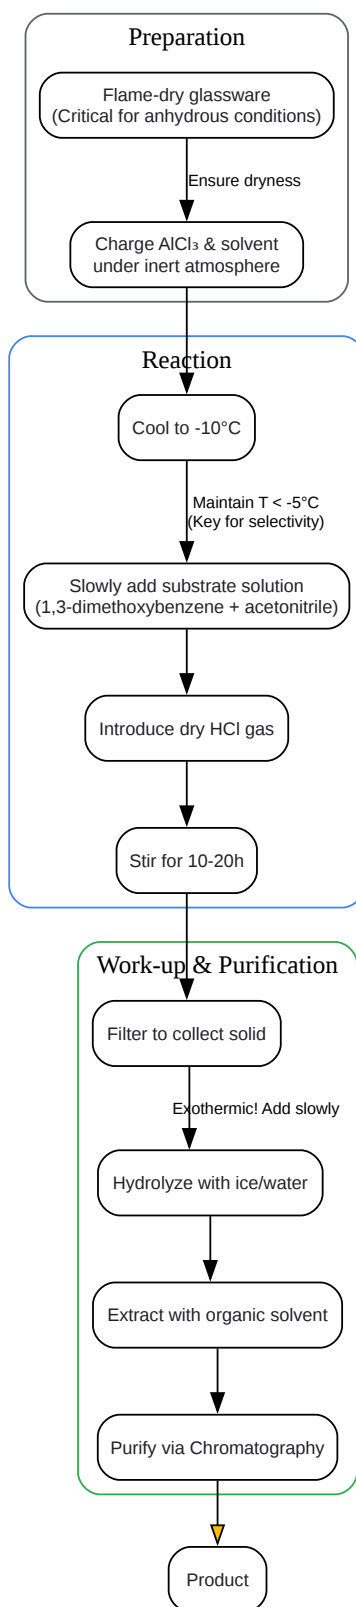 Preparation
Flame-dry glassware
(Critical for anhydrous conditions)
Ensure dryness
Charge AlCl₃ & solvent
under inert atmosphere
Reaction
Cool to -10°C
Maintain T < -5°C
(Key for selectivity)
Slowly add substrate solution
(1,3-dimethoxybenzene + acetonitrile)
Introduce dry HCl gas
Stir for 10-20h
Work-up & Purification
Filter to collect solid
Exothermic! Add slowly
Hydrolyze with ice/water
Extract with organic solvent
Purify via Chromatography
Product